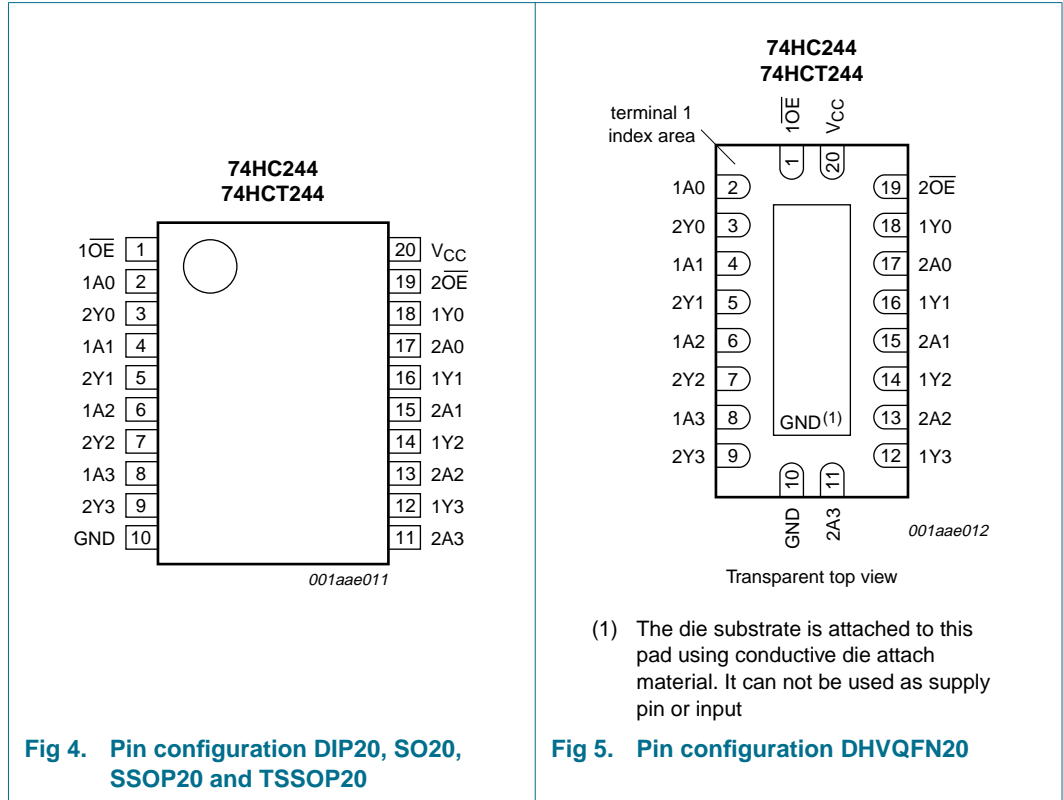 74HC244
74HCT244
1OE 1
1A0 2
2Y0 3
1A1 4
2Y1 5
1A2 6
2Y2 7
1A3 8
2Y3 9
GND 10
20 VCC
19 2OE
18 1Y0
17 2A0
16 1Y1
15 2A1
14 1Y2
13 2A2
12 1Y3
11 2A3
001aae011
Fig 4. Pin configuration DIP20, SO20,
SSOP20 and TSSOP20
74HC244
74HCT244
terminal 1
index area
1OE
VCC
1
20
1A0 2
2Y0 3
1A1 4
2Y1 5
1A2 6
2Y2 7
1A3 8
2Y3 9
19 2OE
18 1Y0
17 2A0
16 1Y1
15 2A1
14 1Y2
13 2A2
12 1Y3
GND(1)
10
11
GND
2A3
001aae012
Transparent top view
(1) The die substrate is attached to this
pad using conductive die attach
material. It can not be used as supply
pin or input
Fig 5. Pin configuration DHVQFN20